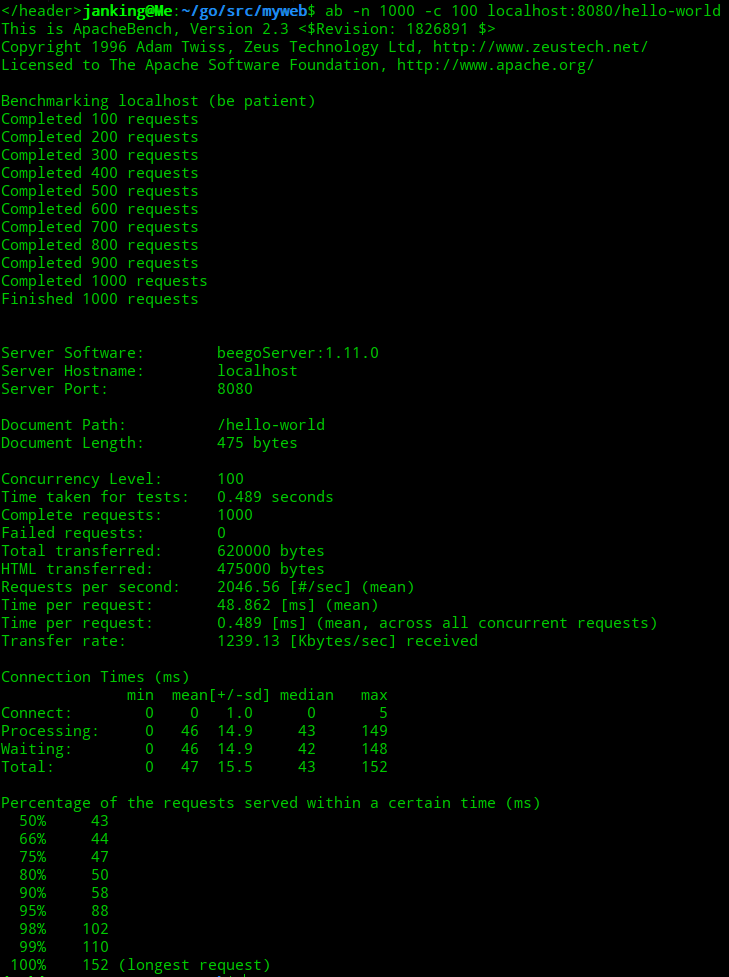 </header>janking@Me:~/go/src/myweb$ ab -n 1000 -c 100 localhost:8080/hello-world
This is ApacheBench, Version 2.3 <$Revision: 1826891 $>
Copyright 1996 Adam Twiss, Zeus Technology Ltd, http://www.zeustech.net/
Licensed to The Apache Software Foundation, http://www.apache.org/

Benchmarking localhost (be patient)
Completed 100 requests
Completed 200 requests
Completed 300 requests
Completed 400 requests
Completed 500 requests
Completed 600 requests
Completed 700 requests
Completed 800 requests
Completed 900 requests
Completed 1000 requests
Finished 1000 requests


Server Software:        beegoServer:1.11.0
Server Hostname:        localhost
Server Port:            8080

Document Path:          /hello-world
Document Length:        475 bytes

Concurrency Level:      100
Time taken for tests:   0.489 seconds
Complete requests:      1000
Failed requests:        0
Total transferred:      620000 bytes
HTML transferred:       475000 bytes
Requests per second:    2046.56 [#/sec] (mean)
Time per request:       48.862 [ms] (mean)
Time per request:       0.489 [ms] (mean, across all concurrent requests)
Transfer rate:          1239.13 [Kbytes/sec] received

Connection Times (ms)
              min  mean[+/-sd] median   max
Connect:        0    0   1.0      0       5
Processing:     0   46  14.9     43     149
Waiting:        0   46  14.9     42     148
Total:          0   47  15.5     43     152

Percentage of the requests served within a certain time (ms)
  50%     43
  66%     44
  75%     47
  80%     50
  90%     58
  95%     88
  98%    102
  99%    110
 100%    152 (longest request)